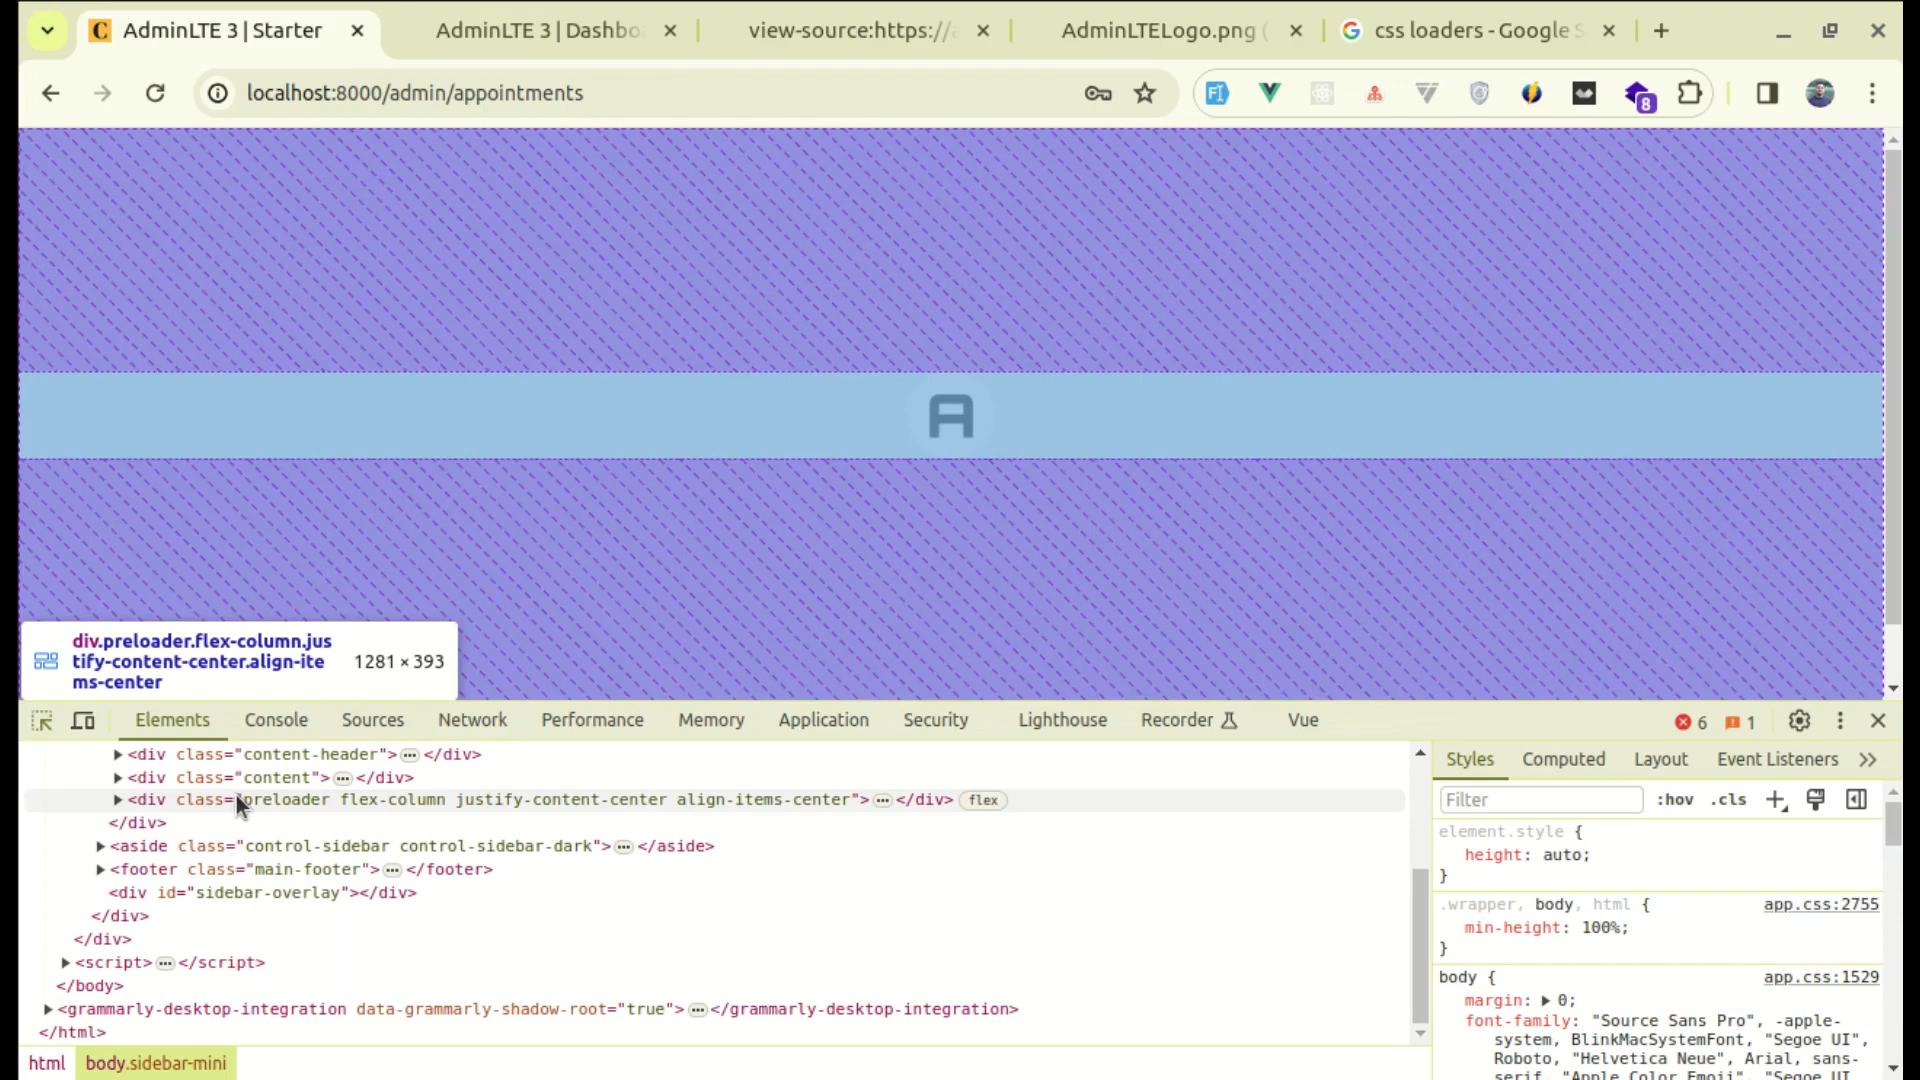 AdminLTE 3 | Starter
AdminLTE 3 | Dashbo
view-source:https://a
AdminLTELogo.png (
css loaders - Google S
localhost:8000/admin/appointments
8
A
div.preloader.flex-column.jus
tify-content-center.align-ite
ms-center
1281 × 393
Elements Console Sources Network Performance Memory Application Security Lighthouse Recorder Vue 6 1
<div class="content-header"> ••• </div>
<div class="content"> ••• </div>
<div class="preloader flex-column justify-content-center align-items-center"> ••• </div> flex
</div>
<aside class="control-sidebar control-sidebar-dark"> ••• </aside>
<footer class="main-footer"> ••• </footer>
<div id="sidebar-overlay"></div>
</div>
</div>
<script> ••• </script>
</body>
<grammarly-desktop-integration data-grammarly-shadow-root="true"> ••• </grammarly-desktop-integration>
</html>
html body.sidebar-mini
Styles Computed Layout Event Listeners
Filter :hov .cls
element.style {
height: auto;
}
.wrapper, body, html { app.css:2755
min-height: 100%;
}
body { app.css:1529
margin: 0;
font-family: "Source Sans Pro", -apple-
system, BlinkMacSystemFont, "Segoe UI",
Roboto, "Helvetica Neue", Arial, sans-
serif, "Apple Color Emoji", "Segoe UI